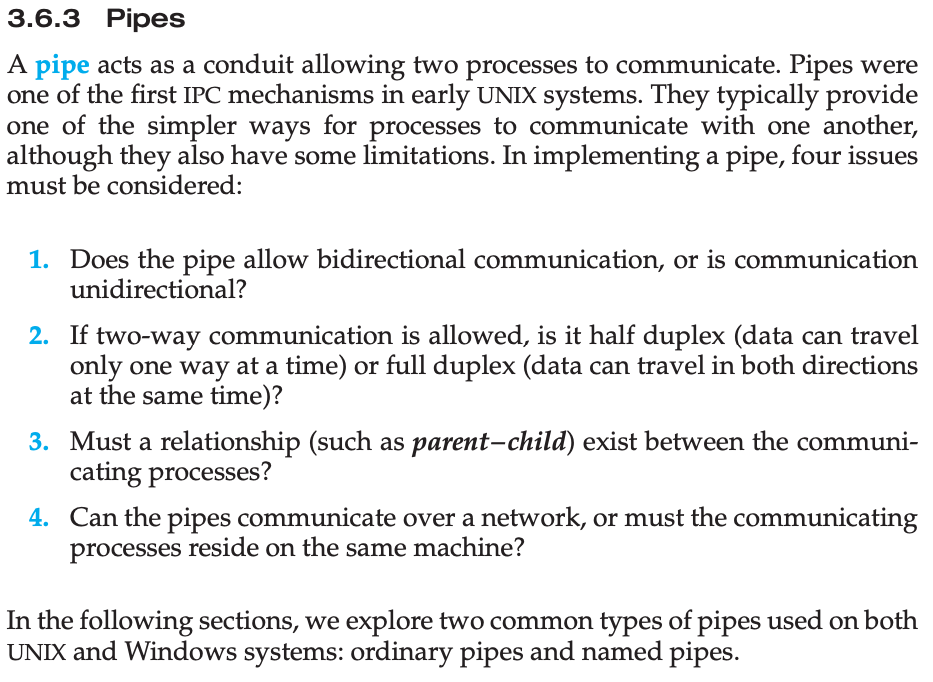 3.6.3 Pipes
A pipe acts as a conduit allowing two processes to communicate. Pipes were
one of the first IPC mechanisms in early UNIX systems. They typically provide
one of the simpler ways for processes to communicate with one another,
although they also have some limitations. In implementing a pipe, four issues
must be considered:
1. Does the pipe allow bidirectional communication, or is communication
unidirectional?
2. If two-way communication is allowed, is it half duplex (data can travel
only one way at a time) or full duplex (data can travel in both directions
at the same time)?
3. Must a relationship (such as parent–child) exist between the communi-
cating processes?
4. Can the pipes communicate over a network, or must the communicating
processes reside on the same machine?
In the following sections, we explore two common types of pipes used on both
UNIX and Windows systems: ordinary pipes and named pipes.